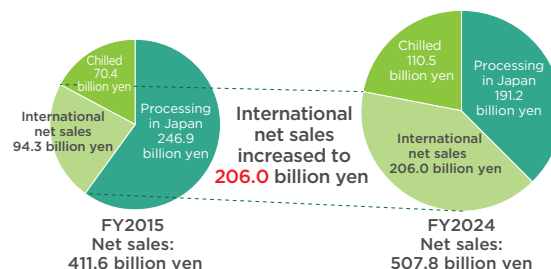 Chilled
70.4
billion yen
Processing
in Japan
246.9
billion yen
International
net sales
94.3 billion yen
FY2015
Net sales:
411.6 billion yen
International
net sales
increased to
206.0 billion yen
Chilled
110.5
billion yen
Processing
in Japan
191.2
billion yen
International
net sales
206.0 billion yen
FY2024
Net sales:
507.8 billion yen